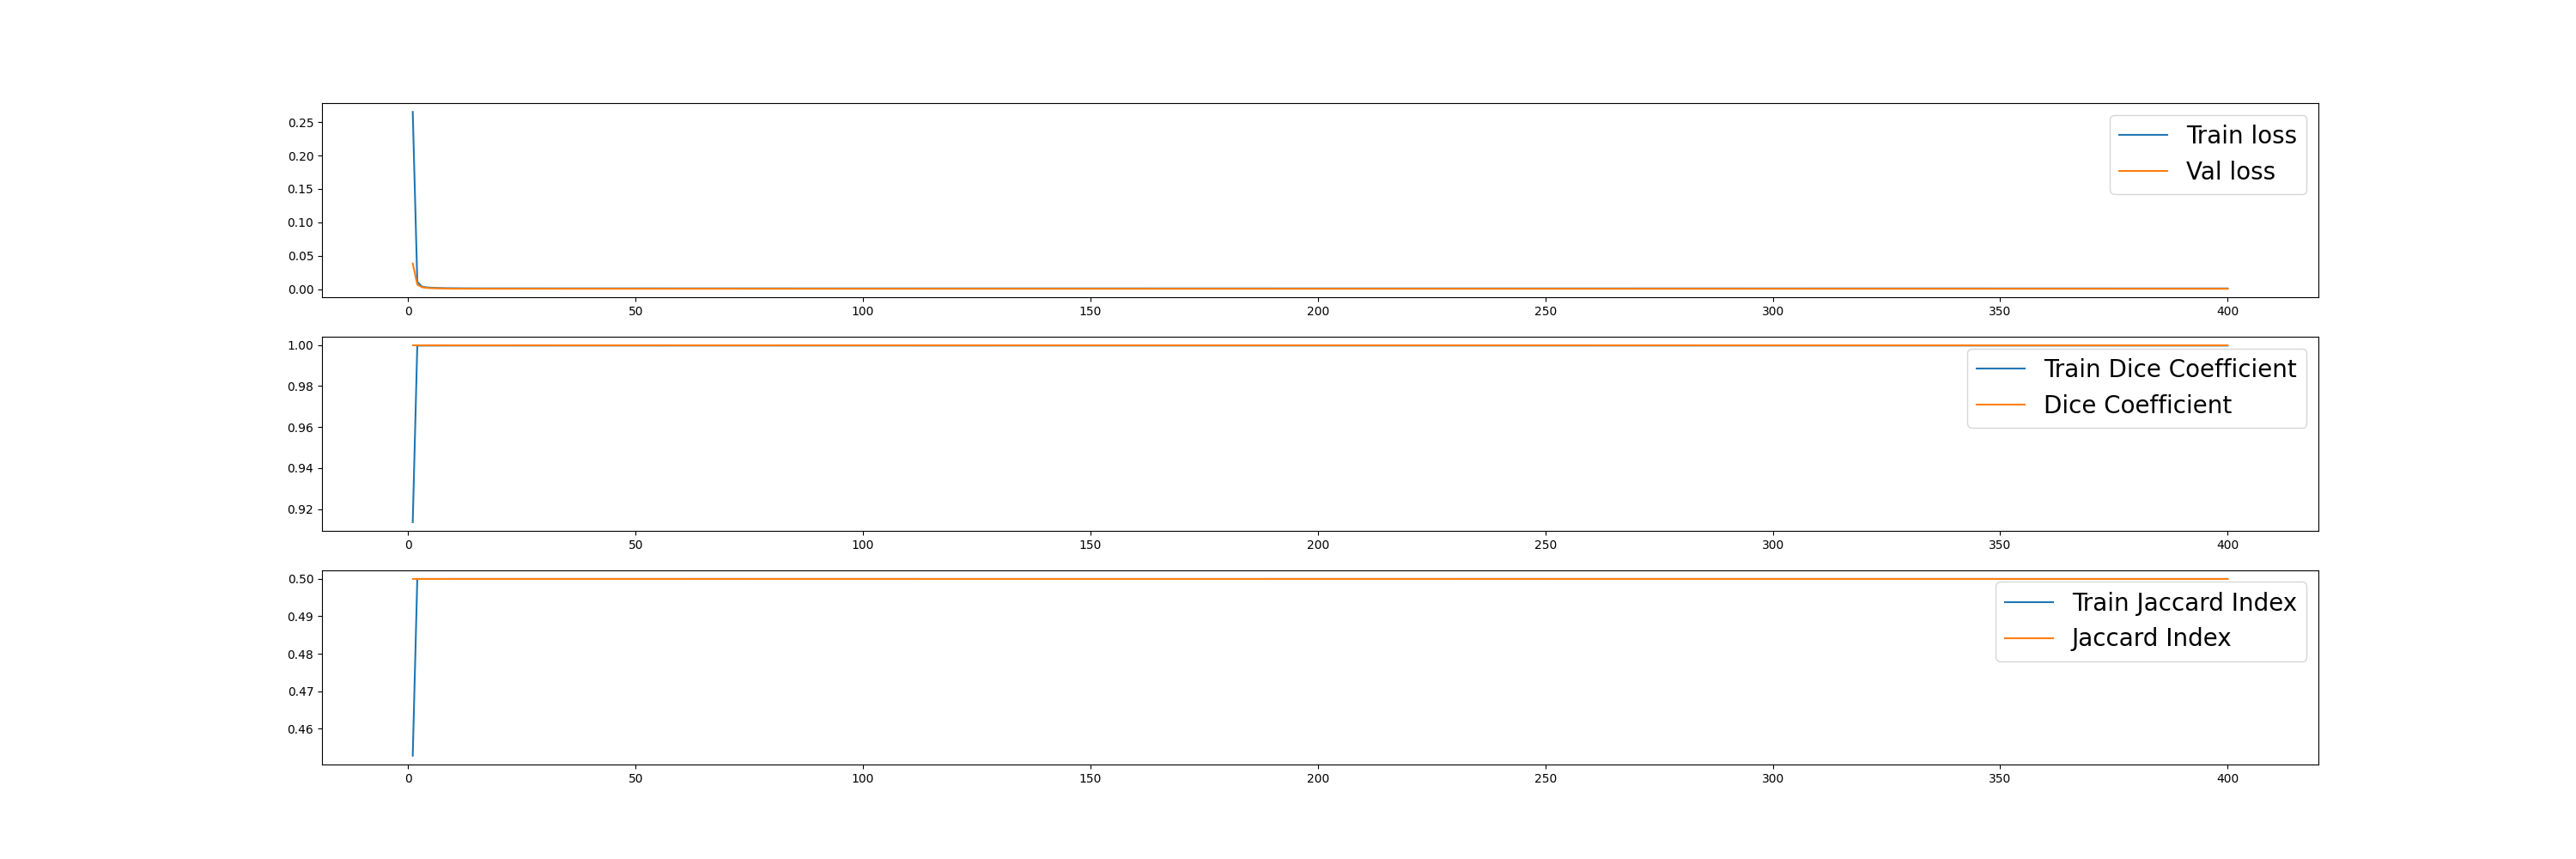 0.25
0.20
0.15
0.10
0.05
0.00
Train loss
Val loss
0 50 100 150 200 250 300 350 400
1.00
0.98
0.96
0.94
0.92
Train Dice Coefficient
Dice Coefficient
0 50 100 150 200 250 300 350 400
0.50
0.49
0.48
0.47
0.46
Train Jaccard Index
Jaccard Index
0 50 100 150 200 250 300 350 400